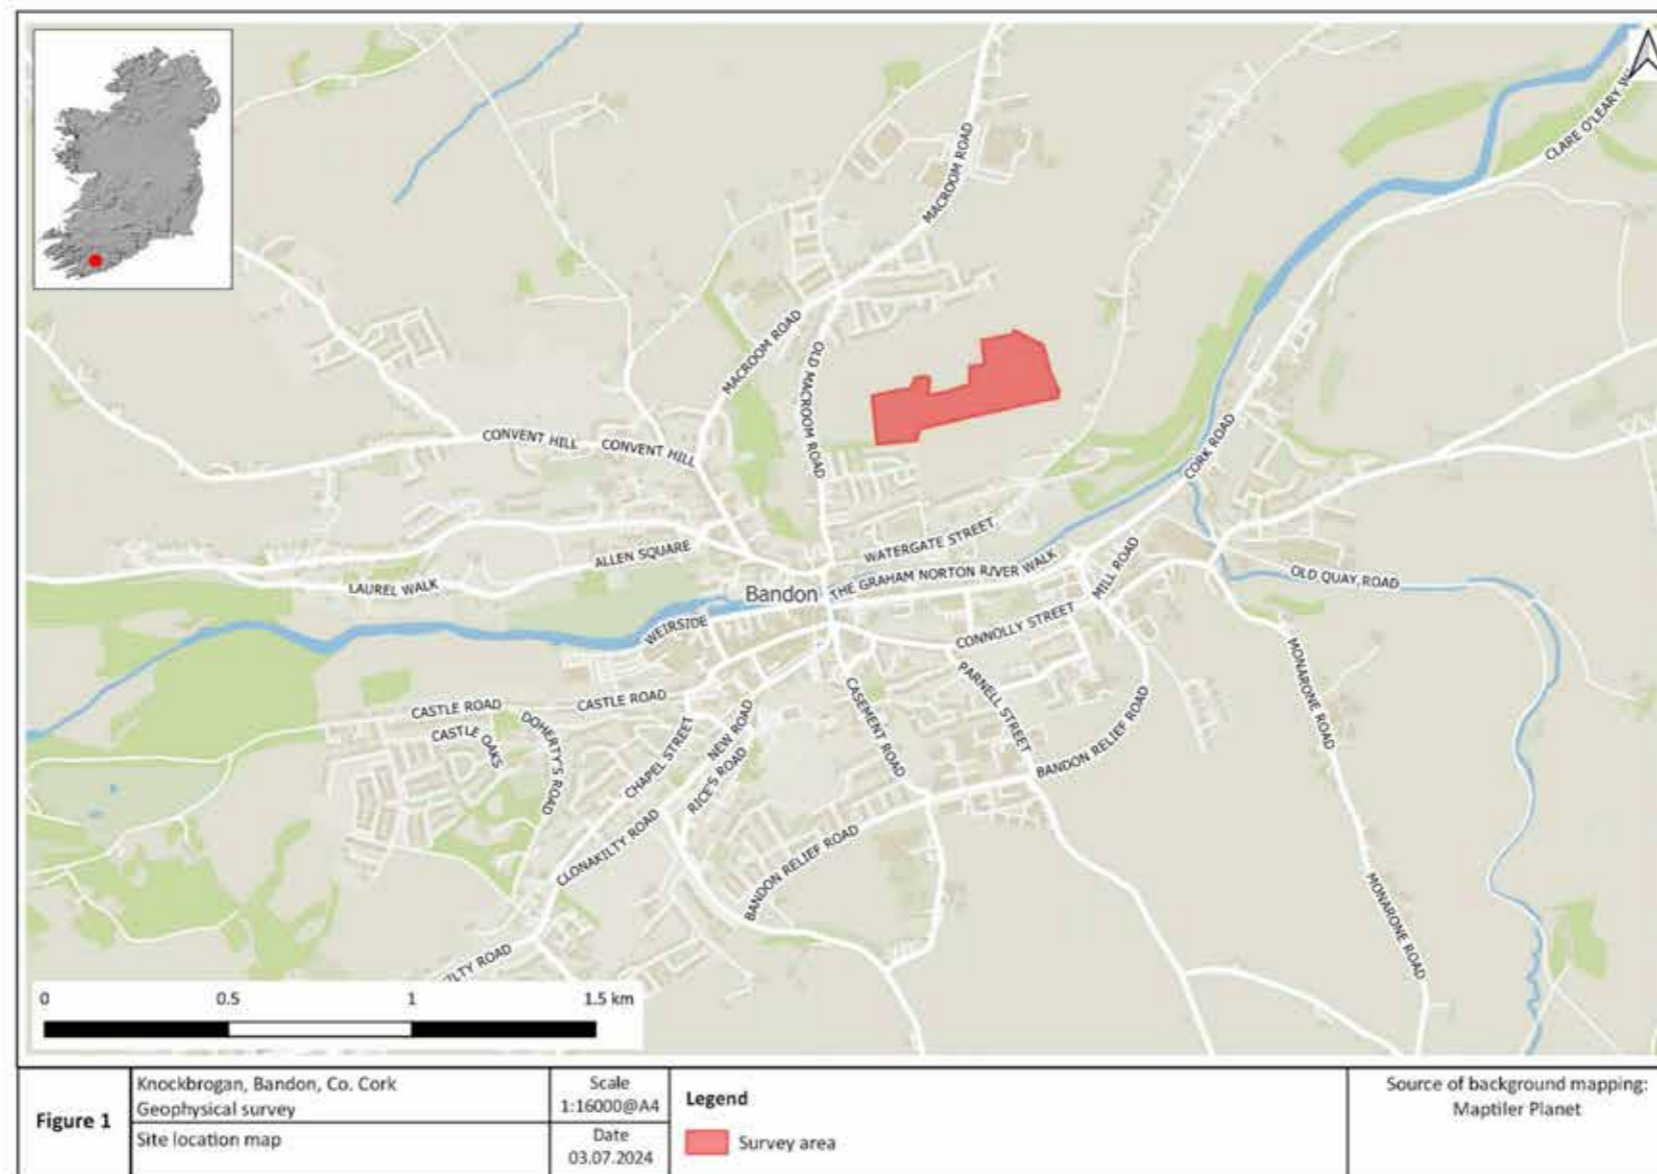 CLARE O'LEARY W
MACROOM ROAD
MACROOM ROAD
OLD MACROOM ROAD
CONVENT HILL
CONVENT HILL
CORK ROAD
WATERGATE STREET
ALLEN SQUARE
THE GRAHAM NORTON RIVER WALK
MILL ROAD
OLD QUAY ROAD
LAUREL WALK
Bandon
WEIRSIDE
CONNOLLY STREET
MONARONE ROAD
PARNELL STREET
CASEMENT ROAD
CASTLE ROAD
CASTLE ROAD
CASTLE OAKS
DOHERTY'S ROAD
CHAPEL STREET
NEW ROAD
RICE'S ROAD
BANDON RELIEF ROAD
CLONAKILTY ROAD
BANDON RELIEF ROAD
MONARONE ROAD
ILTY ROAD
0 0.5 1 1.5 km
Figure 1
Knockbrogan, Bandon, Co. Cork
Geophysical survey
Site location map
Scale
1:16000@A4
Date
03.07.2024
Legend
Survey area
Source of background mapping:
Maptiler Planet